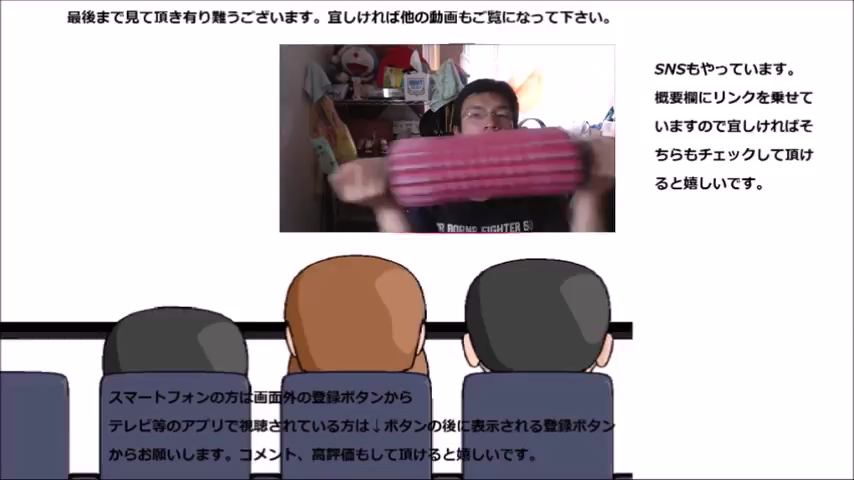 最後まで見て頂き有り難うございます。宜しければ他の動画もご覧になって下さい。
SNSもやっています。
概要欄にリンクを乗せて
いますので宜しければそ
ちらもチェックして頂け
ると嬉しいです。
FIGHTER
スマートフォンの方は画面外の登録ボタンから
テレビ等のアプリで視聴されている方は↓ボタンの後に表示される登録ボタン
からお願いします。コメント、高評価もして頂けると嬉しいです。